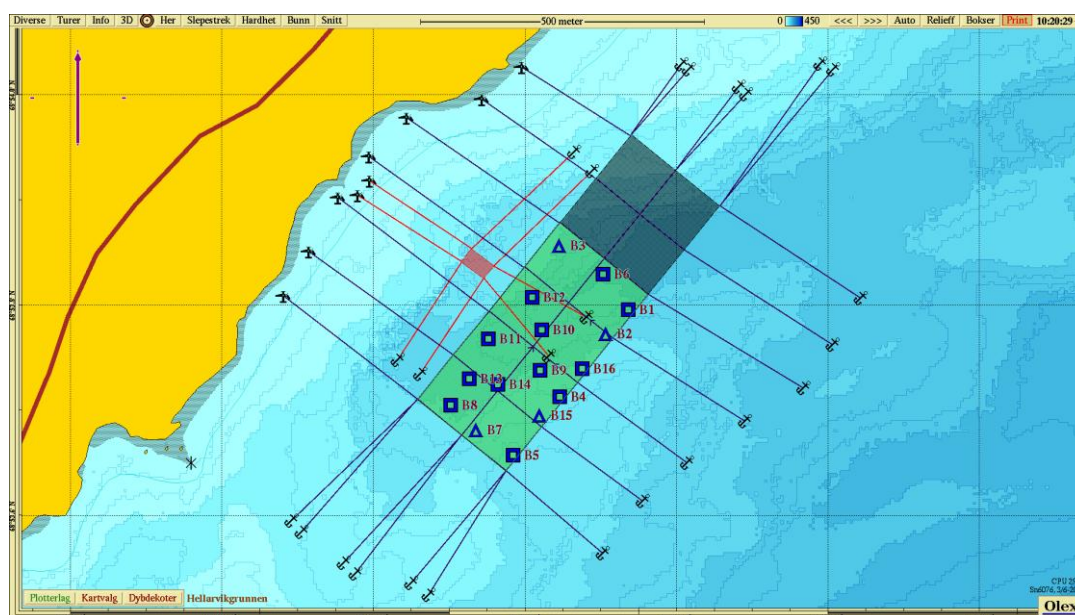 Diverse Turer Info 3D Her Slepestrek Hardhet Bunn Snitt 500 meter 0 450 <<< >>> Auto Relieff Bokser Print 10:20:29
B3
B6
B12
B1
B10
B2
B11
B9
B16
B13
B14
B4
B8
B15
B7
B5
CPU 25
Plotterlag Kartvalg Dybdekoter Hellarvikgrunnen
Olex